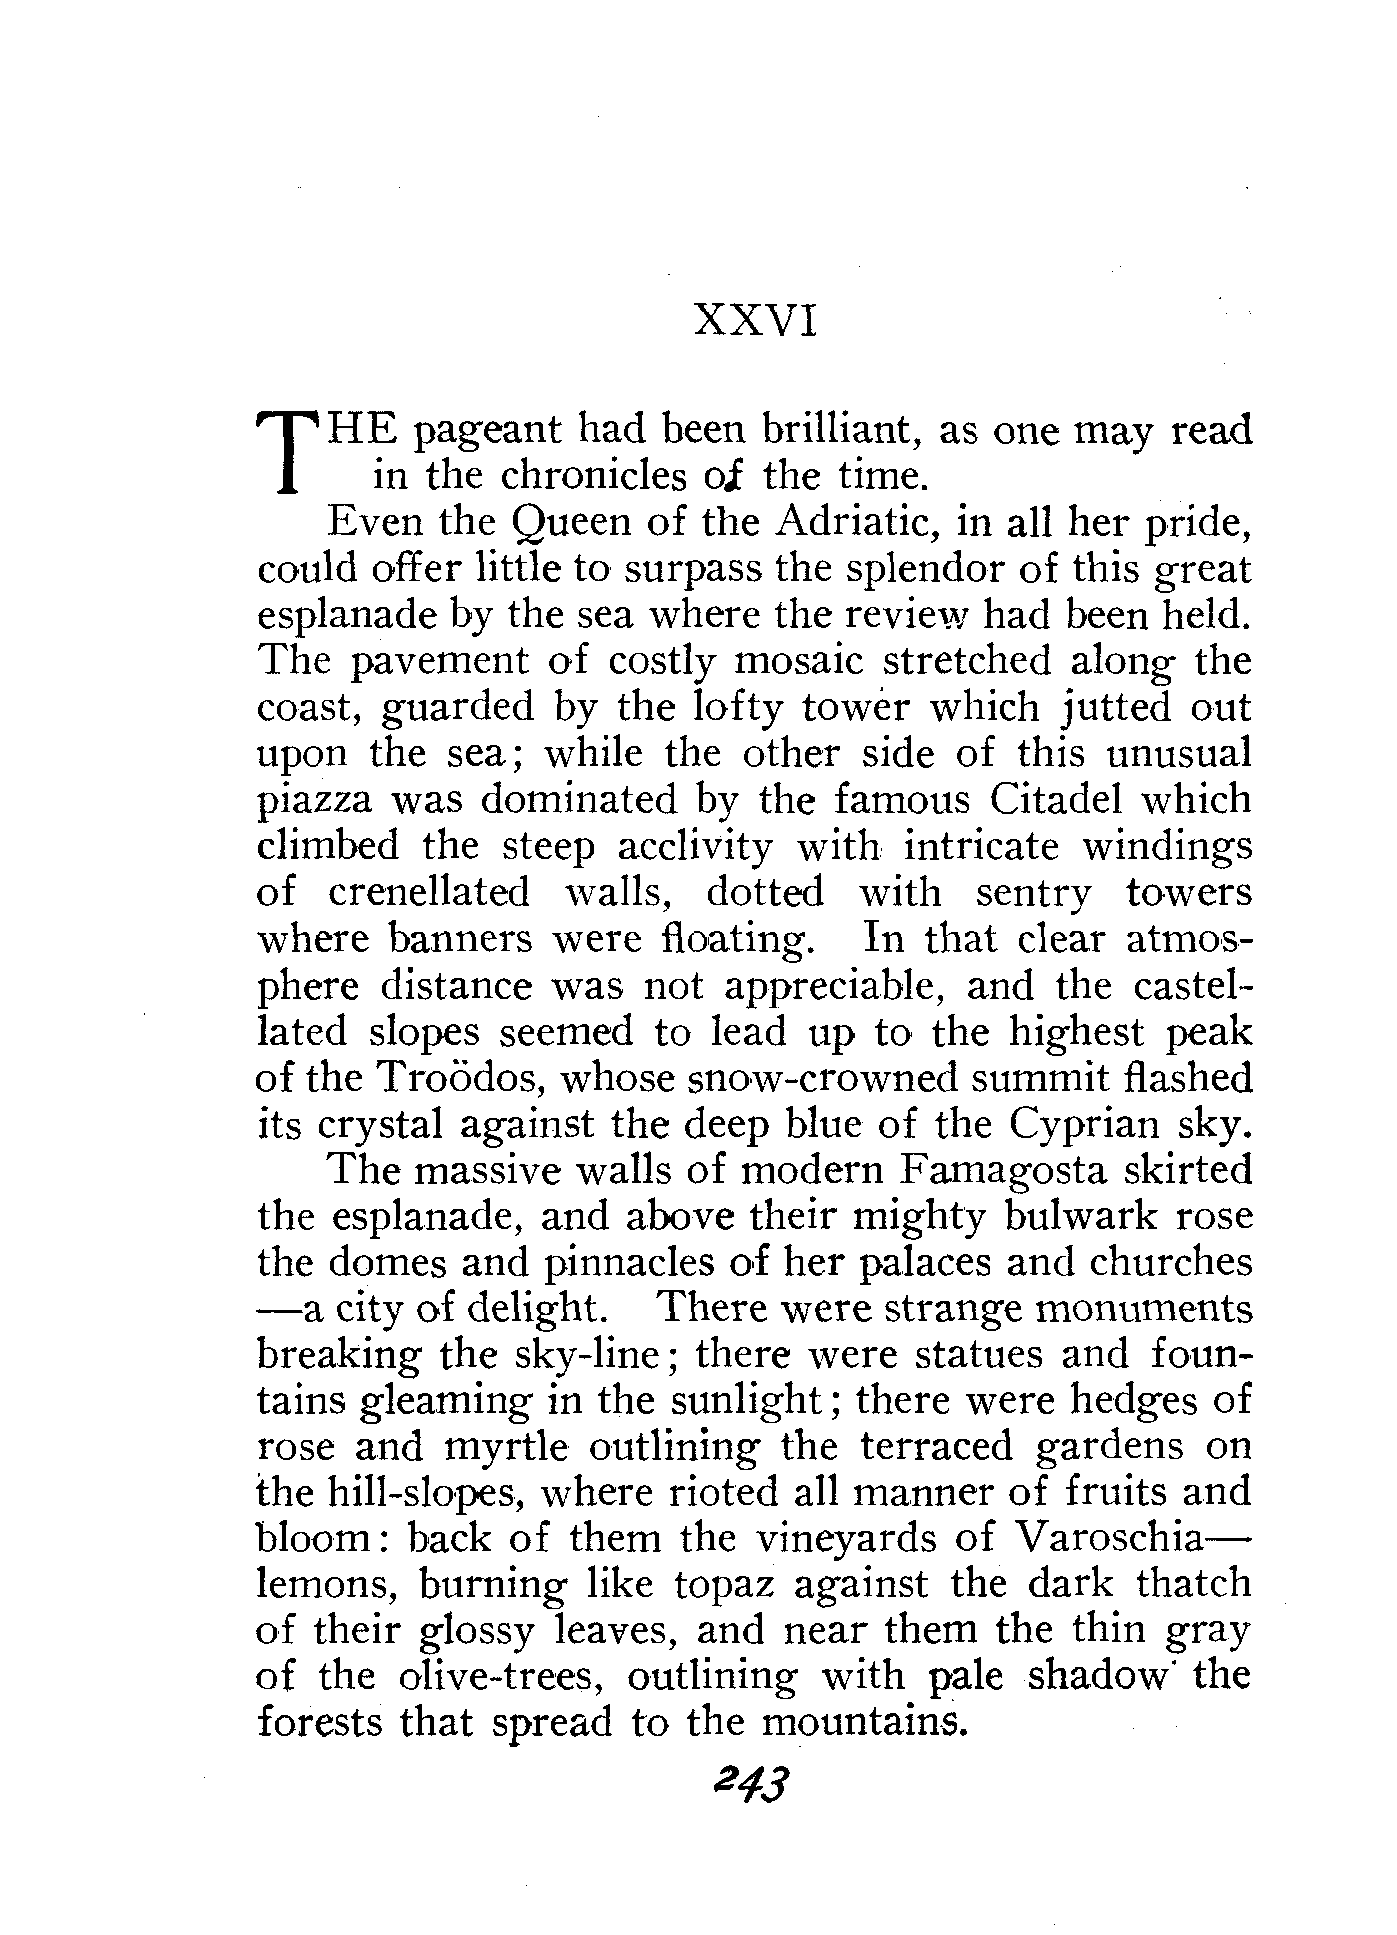 XXVI
THE pageant had been brilliant, as one may read
in the chronicles of the time.
Even the Queen of the Adriatic, in all her pride,
could offer little to surpass the splendor of this great
esplanade by the sea where the review had been held.
The pavement of costly mosaic stretched along the
coast, guarded by the lofty tower which jutted out
upon the sea; while the other side of this unusual
piazza was dominated by the famous Citadel which
climbed the steep acclivity with intricate windings
of crenellated walls, dotted with sentry towers
where banners were floating. In that clear atmos-
phere distance was not appreciable, and the castel-
lated slopes seemed to lead up to the highest peak
of the Troödos, whose snow-crowned summit flashed
its crystal against the deep blue of the Cyprian sky.
The massive walls of modern Famagosta skirted
the esplanade, and above their mighty bulwark rose
the domes and pinnacles of her palaces and churches
—a city of delight. There were strange monuments
breaking the sky-line; there were statues and foun-
tains gleaming in the sunlight; there were hedges of
rose and myrtle outlining the terraced gardens on
the hill-slopes, where rioted all manner of fruits and
bloom: back of them the vineyards of Varoschia—
lemons, burning like topaz against the dark thatch
of their glossy leaves, and near them the thin gray
of the olive-trees, outlining with pale shadow the
forests that spread to the mountains.
243